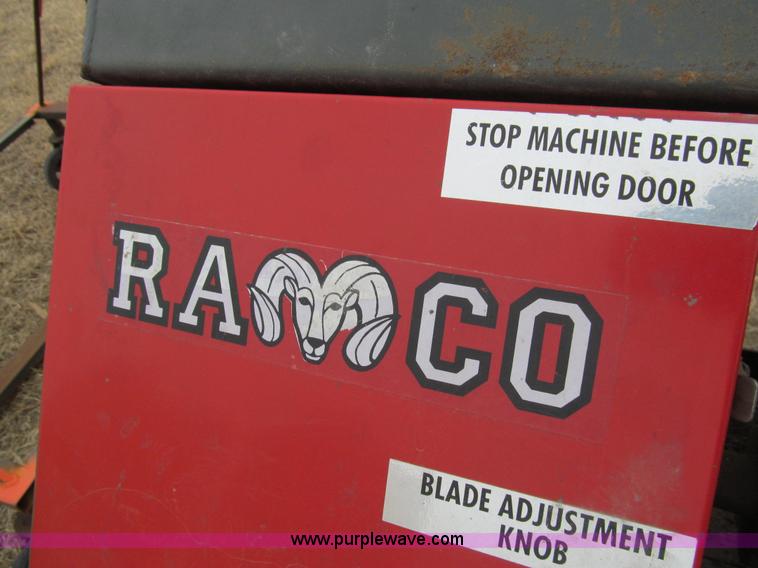 STOP MACHINE BEFORE
OPENING DOOR
RAMCO
BLADE ADJUSTMENT
KNOB
www.purplewave.com